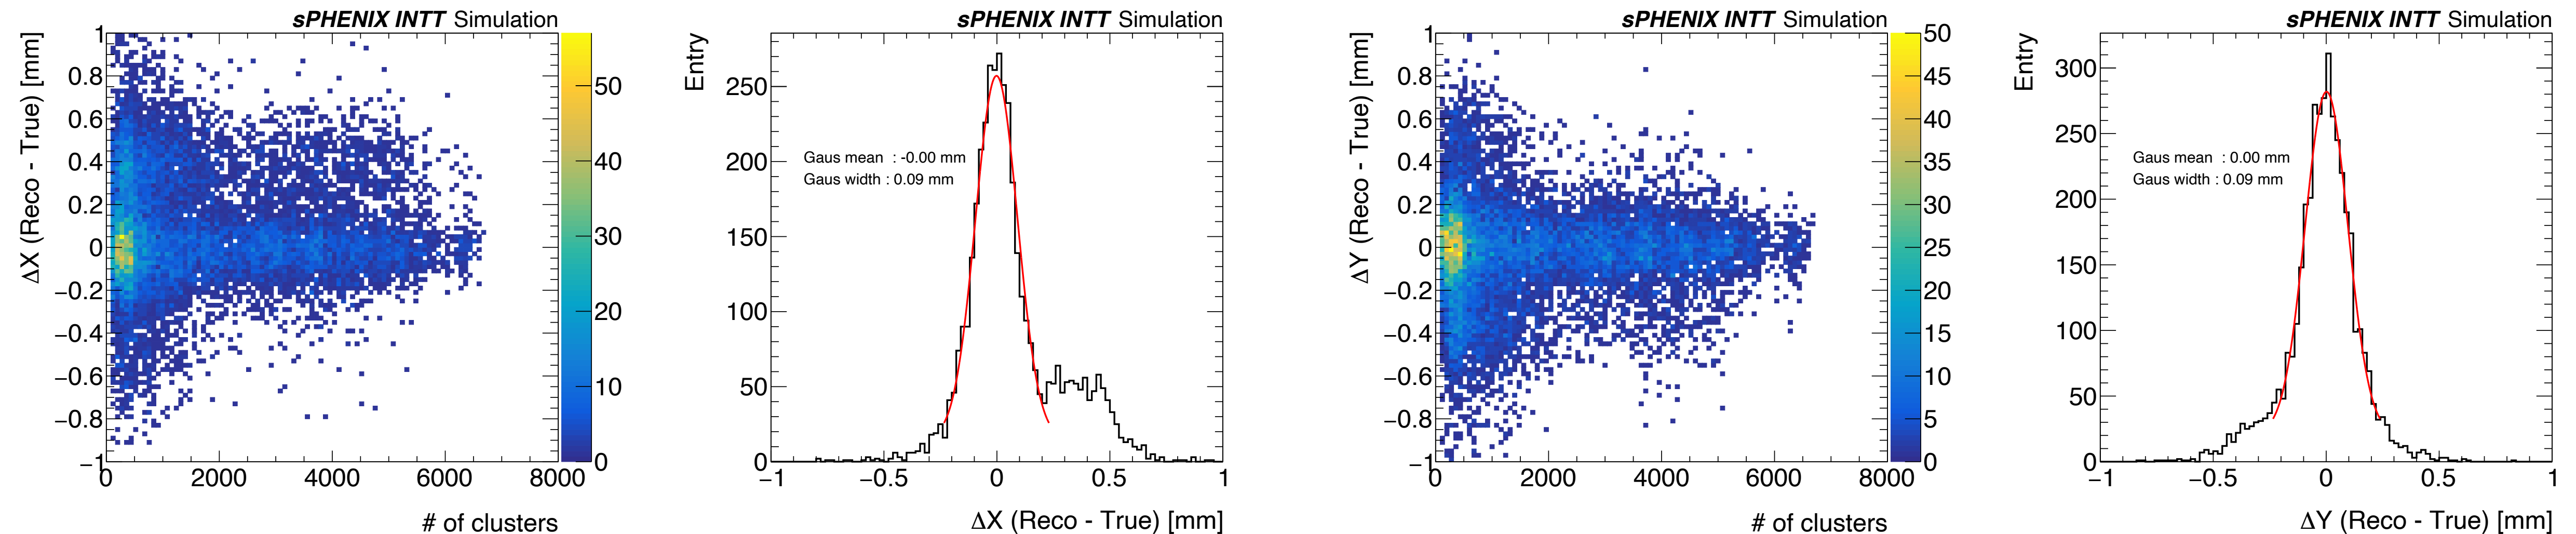 sPHENIX INTT Simulation
ΔX (Reco - True) [mm]
1
0.8
0.6
0.4
0.2
0
−0.2
−0.4
−0.6
−0.8
−1
0 2000 4000 6000 8000
# of clusters
50
40
30
20
10
0
sPHENIX INTT Simulation
Entry
250
200
150
100
50
0
Gaus mean : -0.00 mm
Gaus width : 0.09 mm
−1 −0.5 0 0.5 1
ΔX (Reco - True) [mm]
sPHENIX INTT Simulation
ΔY (Reco - True) [mm]
1
0.8
0.6
0.4
0.2
0
−0.2
−0.4
−0.6
−0.8
−1
0 2000 4000 6000 8000
# of clusters
50
45
40
35
30
25
20
15
10
5
0
sPHENIX INTT Simulation
Entry
300
250
200
150
100
50
0
Gaus mean : 0.00 mm
Gaus width : 0.09 mm
−1 −0.5 0 0.5 1
ΔY (Reco - True) [mm]